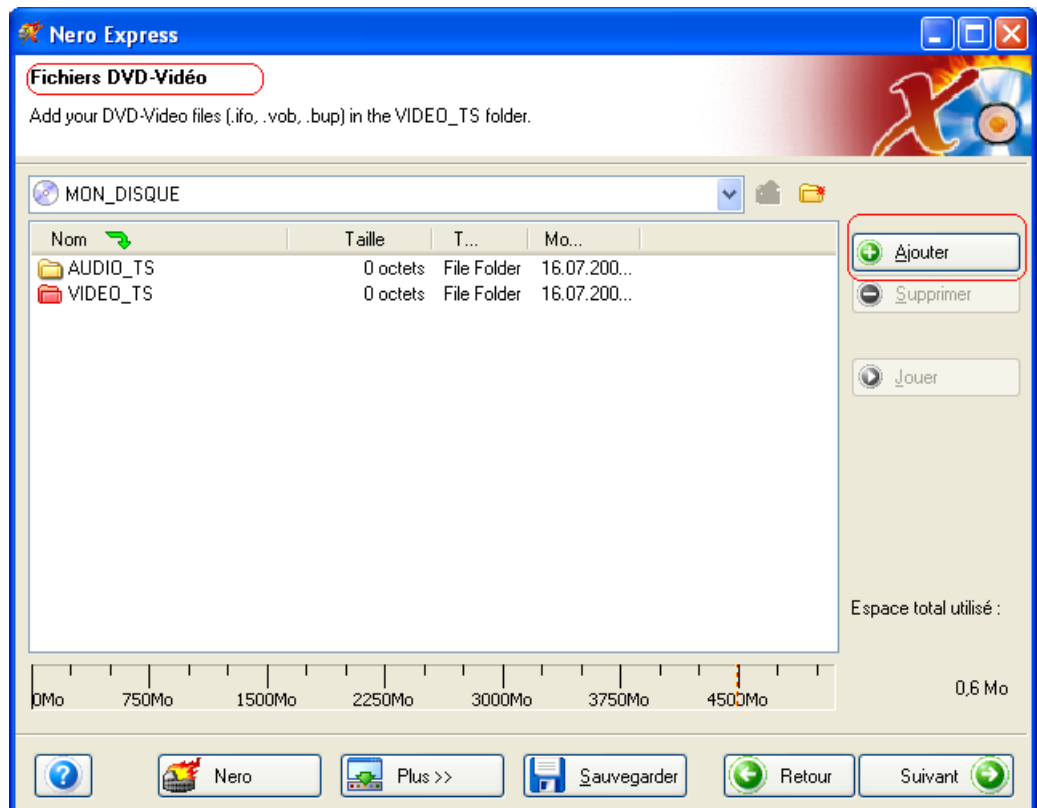 Nero Express
Fichiers DVD-Vidéo
Add your DVD-Video files (.ifo, .vob, .bup) in the VIDEO_TS folder.
MON_DISQUE
Nom Taille T... Mo...
AUDIO_TS 0 octets File Folder 16.07.200...
VIDEO_TS 0 octets File Folder 16.07.200...
Ajouter
Supprimer
Jouer
Espace total utilisé :
0,6 Mo
0Mo 750Mo 1500Mo 2250Mo 3000Mo 3750Mo 4500Mo
Nero Plus >> Sauvegarder Retour Suivant